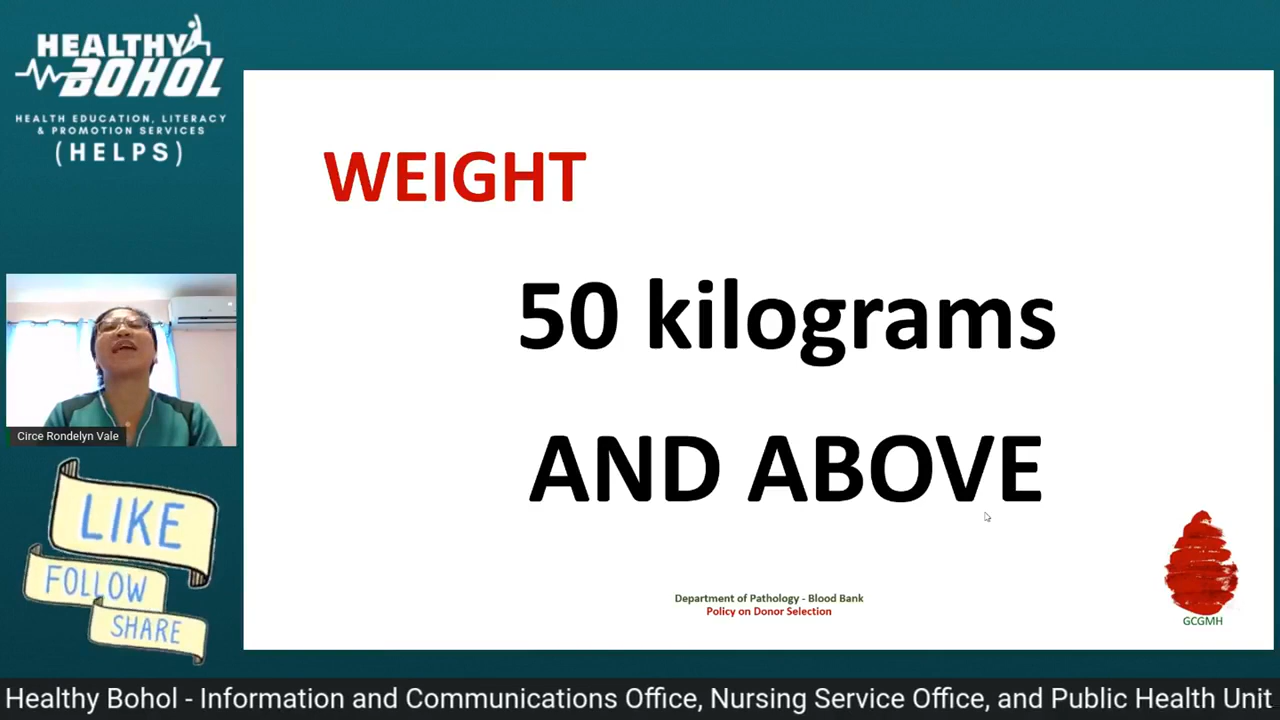 HEALTHY
BOHOL
HEALTH EDUCATION, LITERACY
& PROMOTION SERVICES
(HELPS)
WEIGHT
50 kilograms
AND ABOVE
Circe Rondelyn Vale
LIKE
FOLLOW
SHARE
Department of Pathology - Blood Bank
Policy on Donor Selection
GCGMH
Healthy Bohol - Information and Communications Office, Nursing Service Office, and Public Health Unit